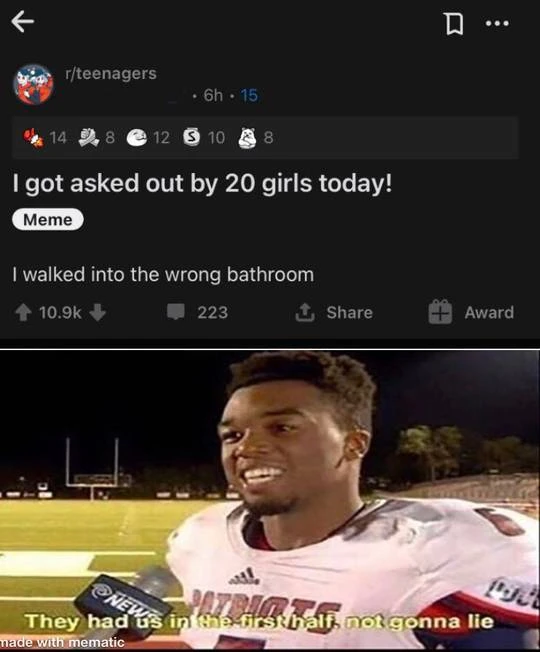 r/teenagers
• 6h • 15
14 8 12 10 8
I got asked out by 20 girls today!
Meme
I walked into the wrong bathroom
10.9k 223 Share Award
adidas
NEWS
PATRIOTS
They had us in the first half, not gonna lie
made with mematic